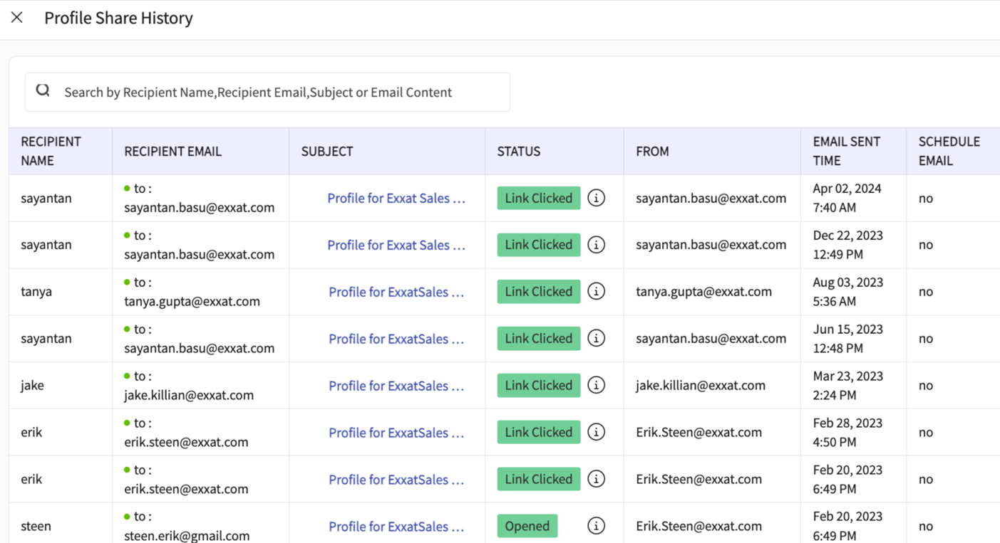 Profile Share History
Search by Recipient Name,Recipient Email,Subject or Email Content
RECIPIENT NAME
RECIPIENT EMAIL
SUBJECT
STATUS
FROM
EMAIL SENT TIME
SCHEDULE EMAIL
sayantan
to :
sayantan.basu@exxat.com
Profile for Exxat Sales ...
Link Clicked
sayantan.basu@exxat.com
Apr 02, 2024
7:40 AM
no
sayantan
to :
sayantan.basu@exxat.com
Profile for Exxat Sales ...
Link Clicked
sayantan.basu@exxat.com
Dec 22, 2023
12:49 PM
no
tanya
to :
tanya.gupta@exxat.com
Profile for ExxatSales ...
Link Clicked
tanya.gupta@exxat.com
Aug 03, 2023
5:36 AM
no
sayantan
to :
sayantan.basu@exxat.com
Profile for ExxatSales ...
Link Clicked
sayantan.basu@exxat.com
Jun 15, 2023
12:48 PM
no
jake
to :
jake.killian@exxat.com
Profile for ExxatSales ...
Link Clicked
jake.killian@exxat.com
Mar 23, 2023
2:24 PM
no
erik
to :
erik.steen@exxat.com
Profile for ExxatSales ...
Link Clicked
Erik.Steen@exxat.com
Feb 28, 2023
4:50 PM
no
erik
to :
erik.steen@exxat.com
Profile for ExxatSales ...
Link Clicked
Erik.Steen@exxat.com
Feb 20, 2023
6:49 PM
no
steen
to :
steen.erik@gmail.com
Profile for ExxatSales ...
Opened
Erik.Steen@exxat.com
Feb 20, 2023
6:49 PM
no